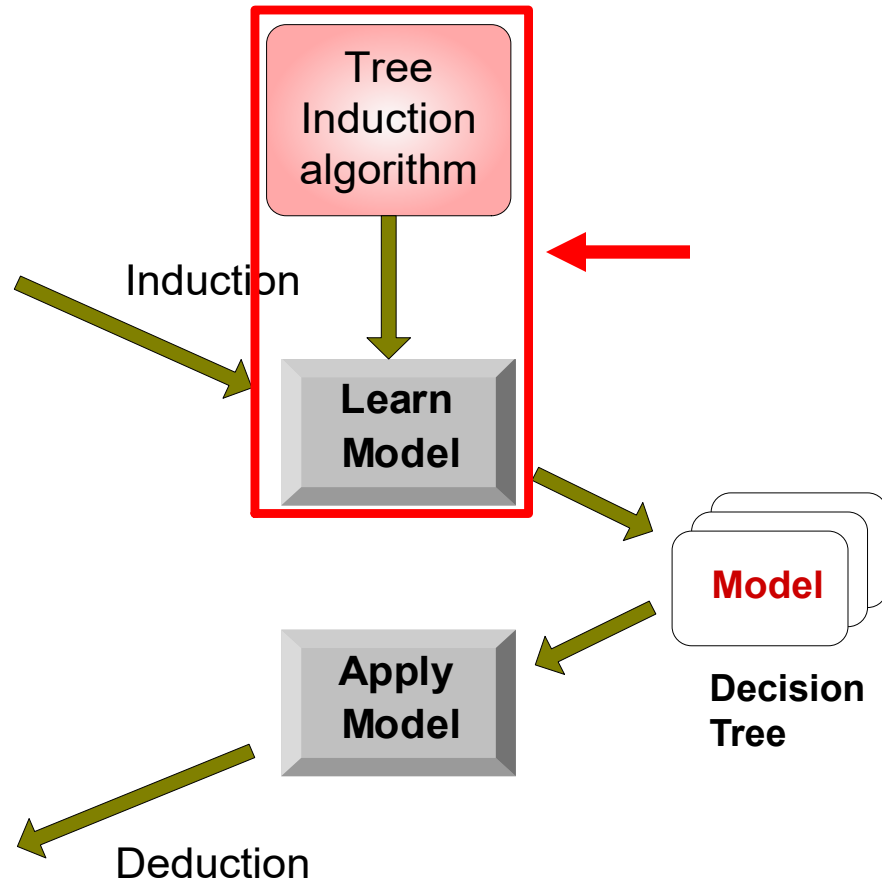 Tree
Induction
algorithm
Induction
Learn
Model
Model
Decision
Tree
Apply
Model
Deduction